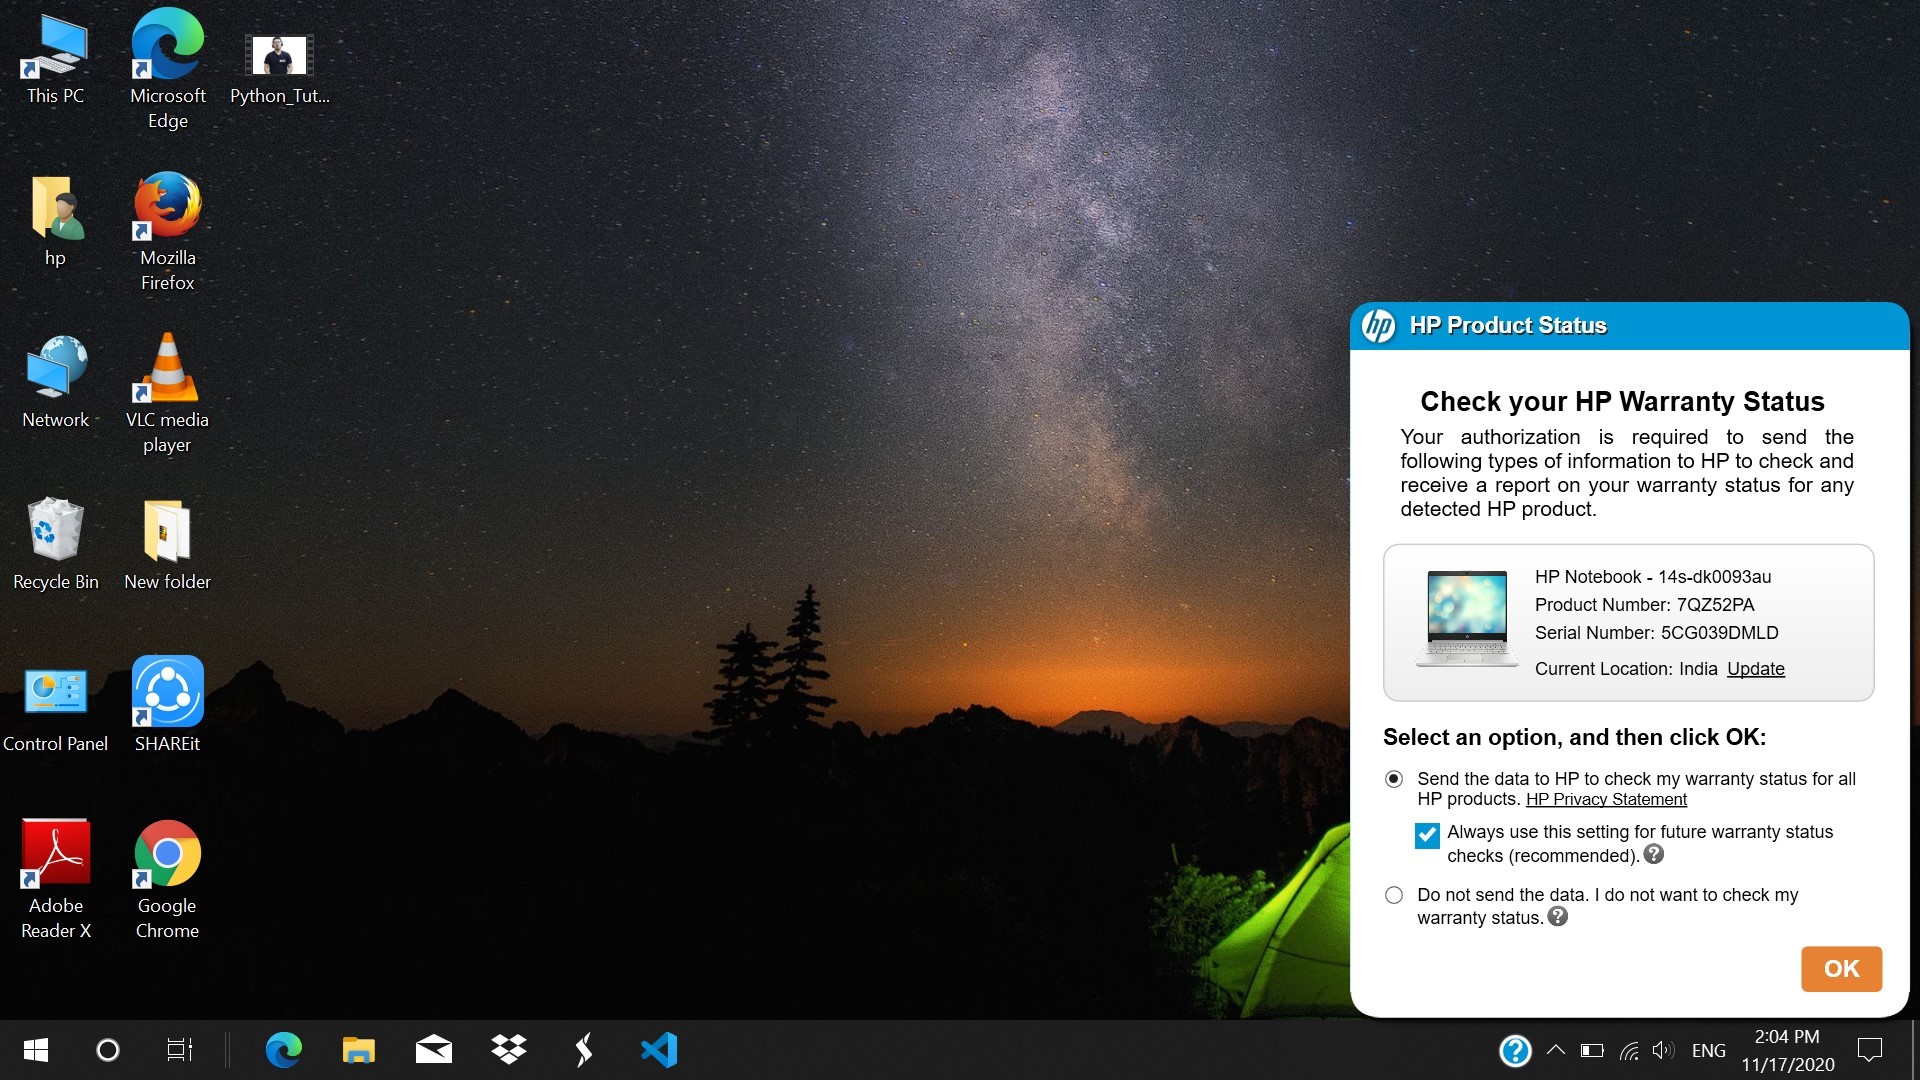 This PC
Microsoft
Edge
Python_Tut...
hp
Mozilla
Firefox
Network
VLC media
player
Recycle Bin
New folder
Control Panel
SHAREit
Adobe
Reader X
Google
Chrome
hp HP Product Status
Check your HP Warranty Status
Your authorization is required to send the
following types of information to HP to check and
receive a report on your warranty status for any
detected HP product.
HP Notebook - 14s-dk0093au
Product Number: 7QZ52PA
Serial Number: 5CG039DMLD
Current Location: India Update
Select an option, and then click OK:
Send the data to HP to check my warranty status for all
HP products. HP Privacy Statement
Always use this setting for future warranty status
checks (recommended). ?
Do not send the data. I do not want to check my
warranty status. ?
OK
? ENG
2:04 PM
11/17/2020